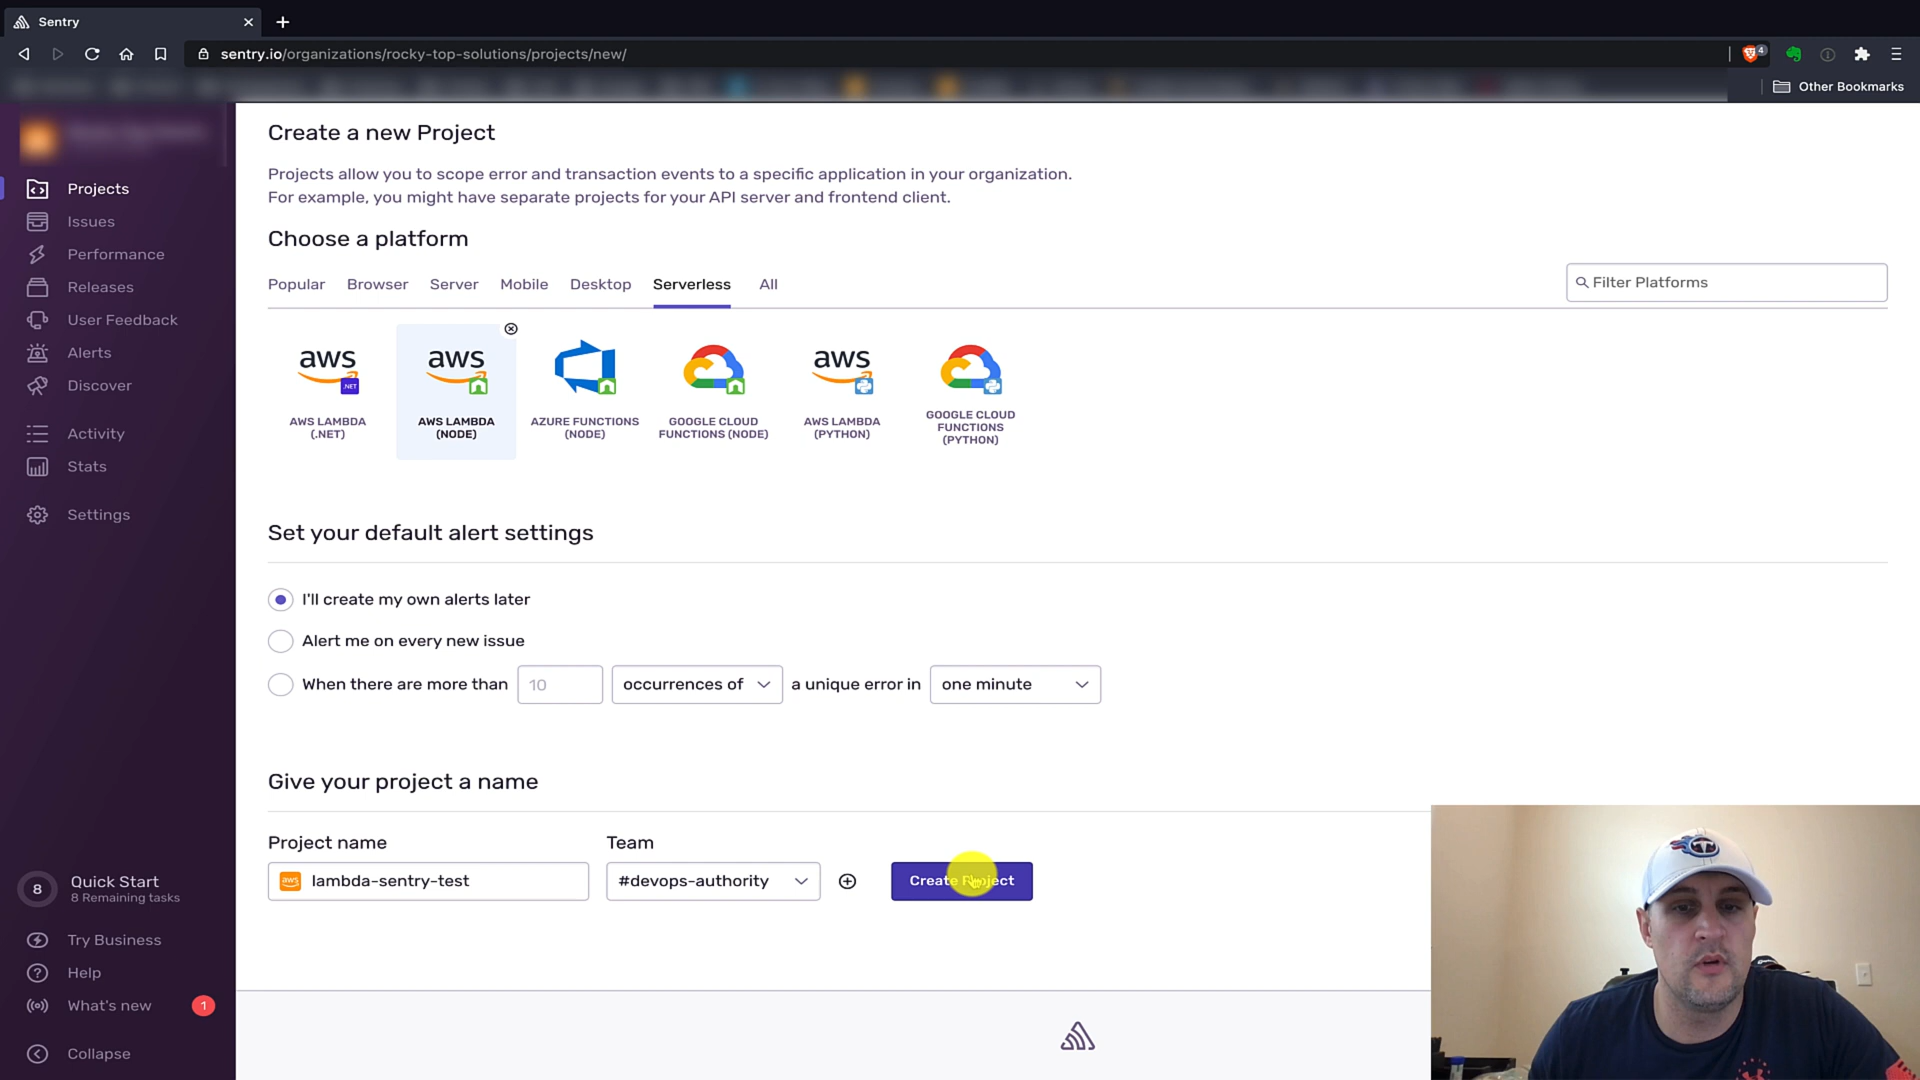 Sentry
sentry.io/organizations/rocky-top-solutions/projects/new/
4
Other Bookmarks
Projects
Issues
Performance
Releases
User Feedback
Alerts
Discover
Activity
Stats
Settings
8
Quick Start
8 Remaining tasks
Try Business
Help
What's new
1
Collapse
Create a new Project
Projects allow you to scope error and transaction events to a specific application in your organization.
For example, you might have separate projects for your API server and frontend client.
Choose a platform
Popular Browser Server Mobile Desktop Serverless All
Filter Platforms
aws
.NET
AWS LAMBDA
(.NET)
aws
AWS LAMBDA
(NODE)
AZURE FUNCTIONS
(NODE)
GOOGLE CLOUD
FUNCTIONS (NODE)
aws
AWS LAMBDA
(PYTHON)
GOOGLE CLOUD
FUNCTIONS
(PYTHON)
Set your default alert settings
I'll create my own alerts later
Alert me on every new issue
When there are more than 10 occurrences of a unique error in one minute
Give your project a name
Project name
aws lambda-sentry-test
Team
#devops-authority
Create Project